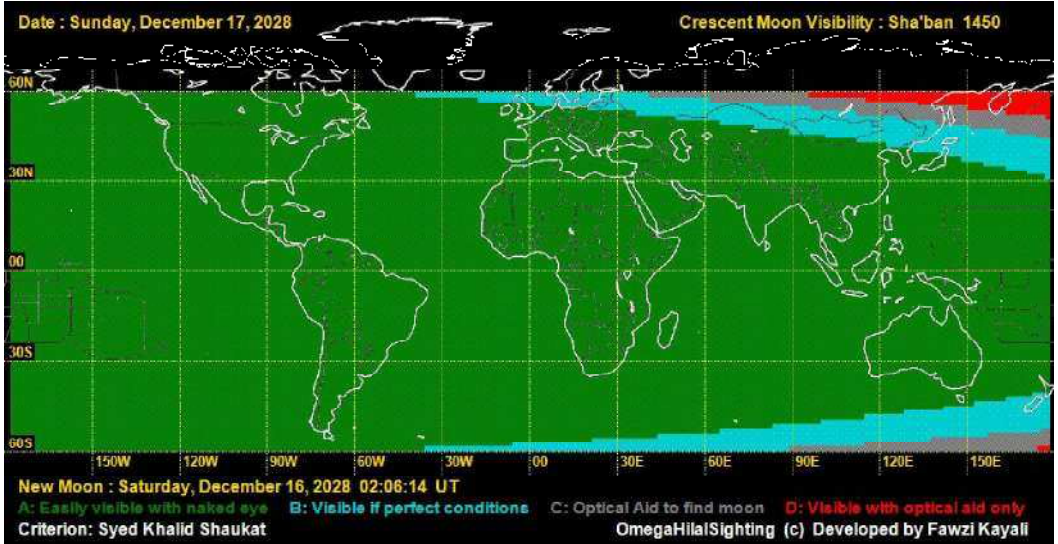 Date : Sunday, December 17, 2028
Crescent Moon Visibility : Sha'ban 1450
60N
30N
00
30S
60S
150W 120W 90W 60W 30W 00 30E 60E 90E 120E 150E
New Moon : Saturday, December 16, 2028 02:06:14 UT
A: Easily visible with naked eye B: Visible if perfect conditions C: Optical Aid to find moon D: Visible with optical aid only
Criterion: Syed Khalid Shaukat OmegaHilalSighting (c) Developed by Fawzi Kayali